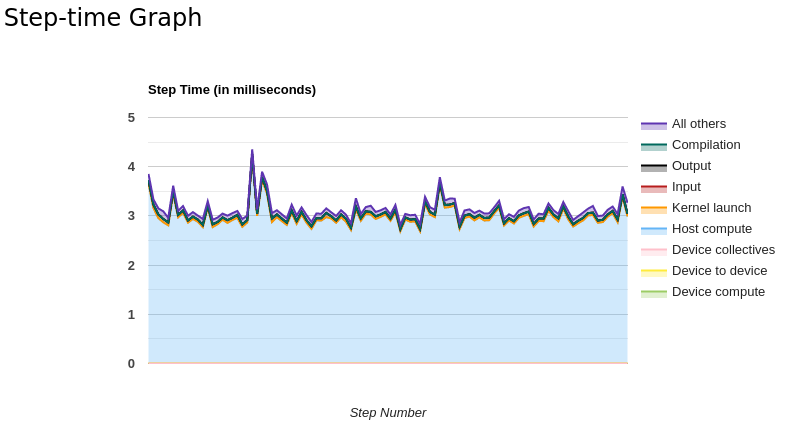 Step-time Graph
Step Time (in milliseconds)
5
4
3
2
1
0
Step Number
All others
Compilation
Output
Input
Kernel launch
Host compute
Device collectives
Device to device
Device compute